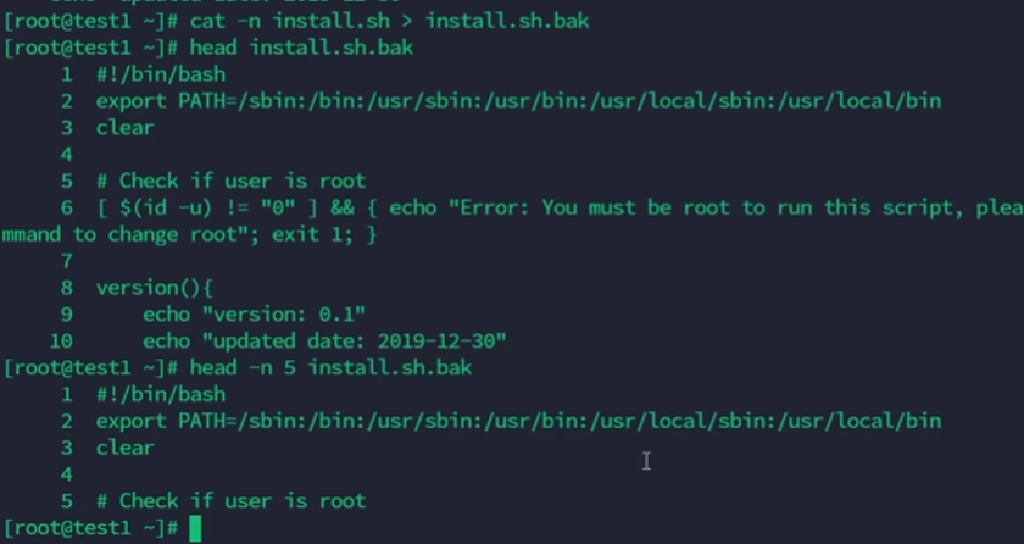 [root@test1 ~]# cat -n install.sh > install.sh.bak
[root@test1 ~]# head install.sh.bak
     1  #!/bin/bash
     2  export PATH=/sbin:/bin:/usr/sbin:/usr/bin:/usr/local/sbin:/usr/local/bin
     3  clear
     4
     5  # Check if user is root
     6  [ $(id -u) != "0" ] && { echo "Error: You must be root to run this script, plea
mmand to change root"; exit 1; }
     7
     8  version(){
     9      echo "version: 0.1"
    10      echo "updated date: 2019-12-30"
[root@test1 ~]# head -n 5 install.sh.bak
     1  #!/bin/bash
     2  export PATH=/sbin:/bin:/usr/sbin:/usr/bin:/usr/local/sbin:/usr/local/bin
     3  clear
     4
     5  # Check if user is root
[root@test1 ~]#